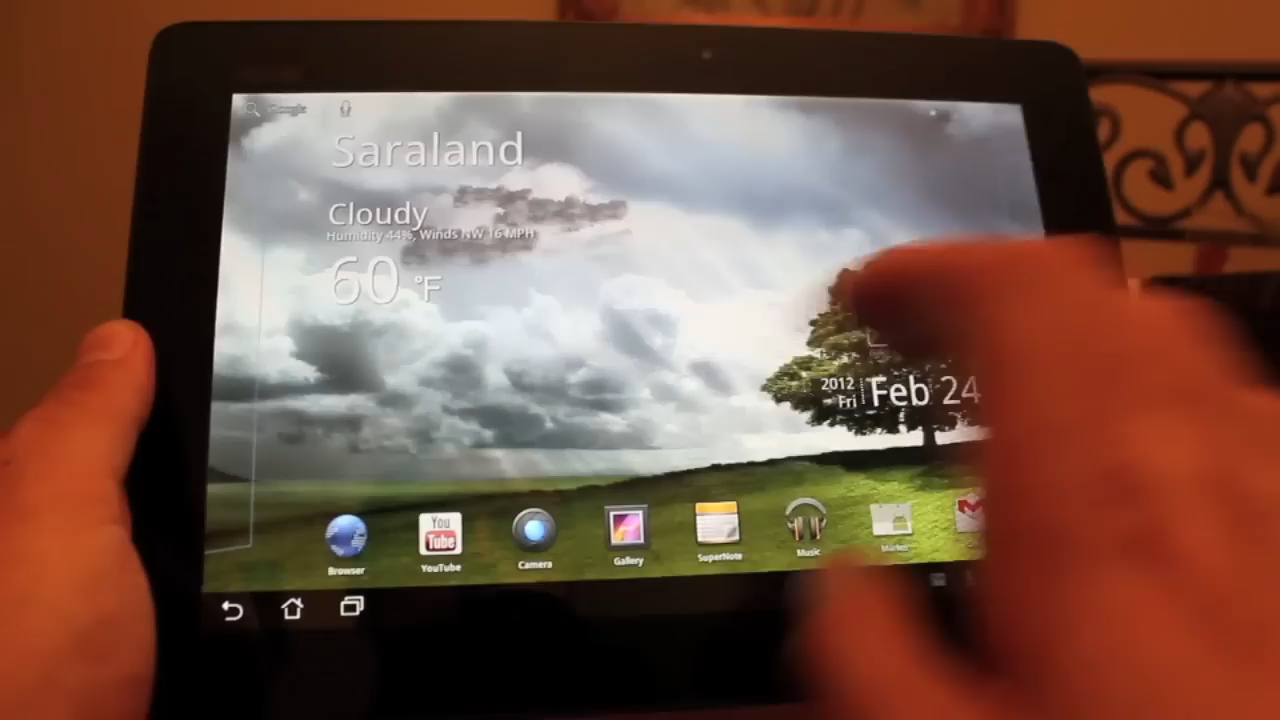 Google
Saraland
Cloudy
Humidity 44%, Winds NW 16 MPH
60 °F
2012
Fri
Feb 24
Browser
You
Tube
YouTube
Camera
Gallery
SuperNote
Music
Market